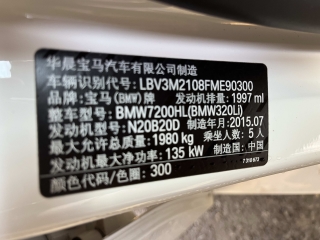 华晨宝马汽车有限公司制造
车辆识别代号: LBV3M2108FME90300
品牌: 宝马(BMW)牌 发动机排量: 1997 ml
整车型号: BMW7200HL(BMW320Li)
发动机型号: N20B20D 制造年月: 2015.07
最大允许总质量: 1980 kg 乘坐人数: 5人
发动机最大净功率: 135 kW 制造国: 中国
颜色代码/色圈: 300